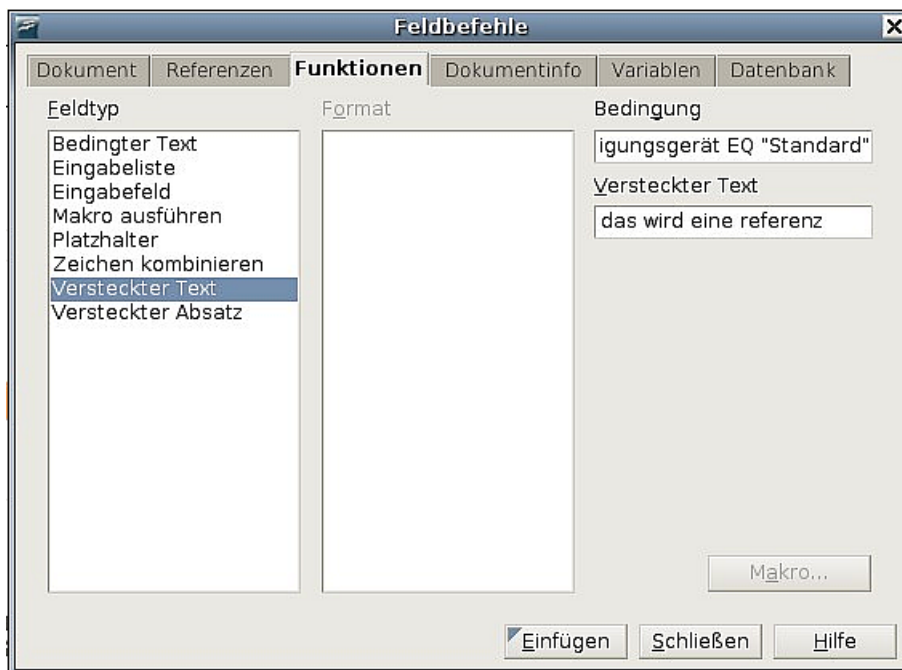 Feldbefehle
Dokument Referenzen Funktionen Dokumentinfo Variablen Datenbank
Feldtyp Format Bedingung
Bedingter Text
Eingabeliste
Eingabefeld
Makro ausführen
Platzhalter
Zeichen kombinieren
Versteckter Text
Versteckter Absatz
igungsgerät EQ "Standard"
Versteckter Text
das wird eine referenz
Makro...
Einfügen Schließen Hilfe